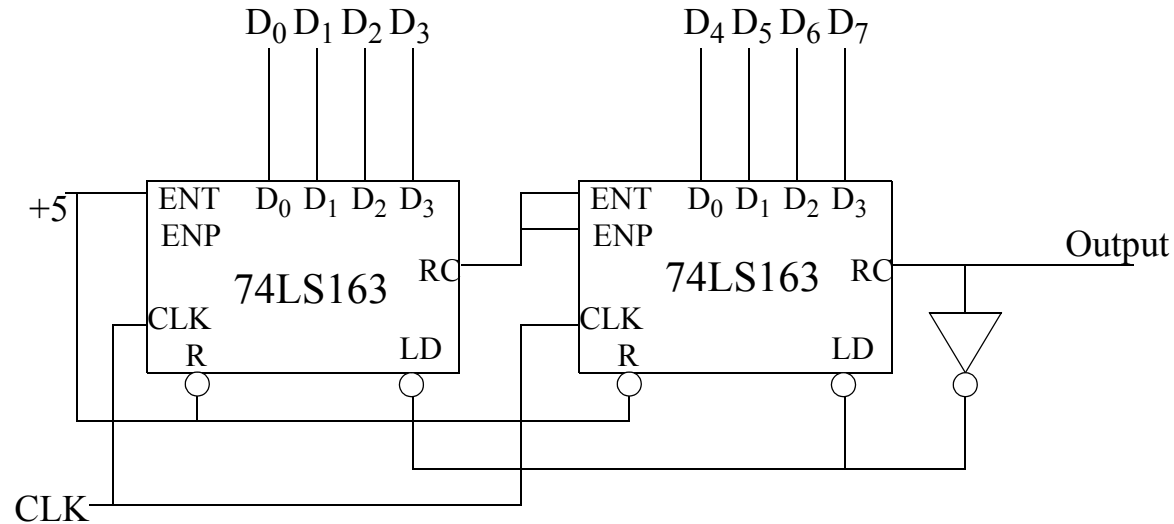 D0 D1 D2 D3
D4 D5 D6 D7
+5
ENT D0 D1 D2 D3
ENP
RC
74LS163
CLK
R
LD
ENT D0 D1 D2 D3
ENP
RC
74LS163
CLK
R
LD
Output
CLK